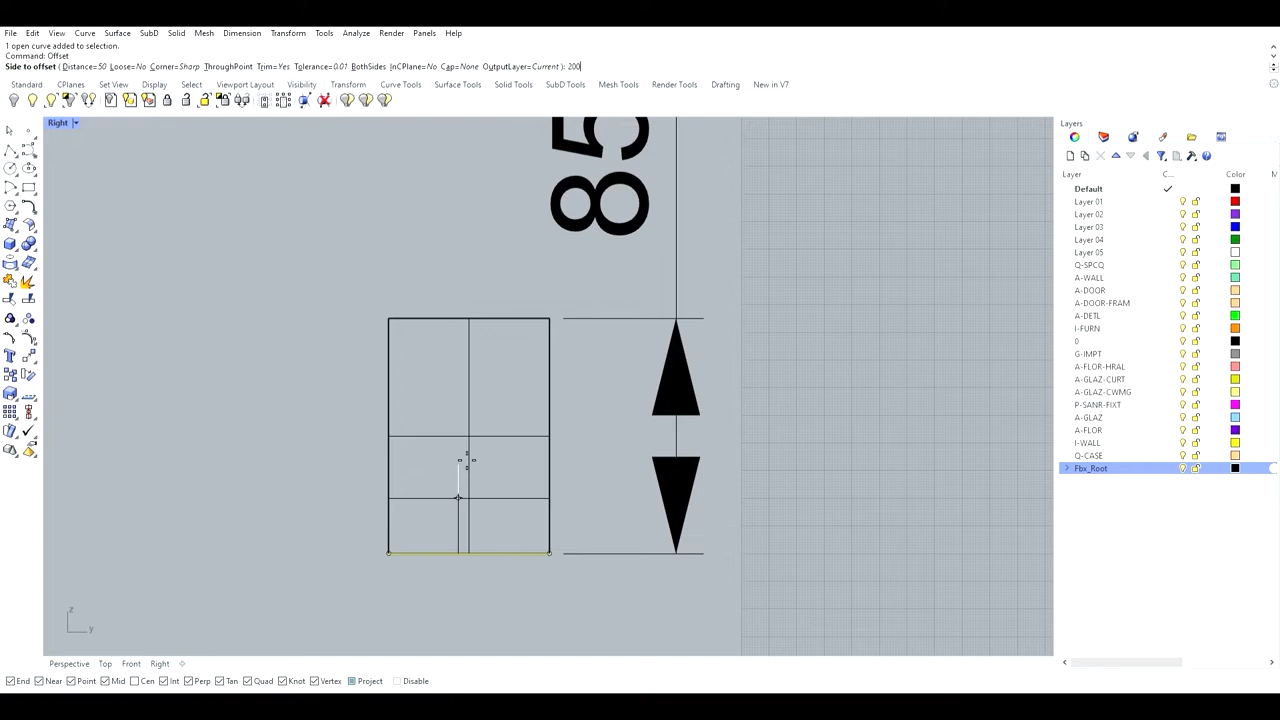 File Edit View Curve Surface SubD Solid Mesh Dimension Transform Tools Analyze Render Panels Help
1 open curve added to selection.
Command: Offset
Side to offset ( Distance=50 Loose=No Corner=Sharp ThroughPoint Trim=Yes Tolerance=0.01 BothSides InCPlane=No Cap=None OutputLayer=Current ): 200
Standard CPlanes Set View Display Select Viewport Layout Visibility Transform Curve Tools Surface Tools Solid Tools SubD Tools Mesh Tools Render Tools Drafting New in V7
Right
85
z
y
Layers
Layer C... Color M
Default
Layer 01
Layer 02
Layer 03
Layer 04
Layer 05
Q-SPCQ
A-WALL
A-DOOR
A-DOOR-FRAM
A-DETL
I-FURN
0
G-IMPT
A-FLOR-HRAL
A-GLAZ-CURT
A-GLAZ-CWMG
P-SANR-FIXT
A-GLAZ
A-FLOR
I-WALL
Q-CASE
Fbx_Root
Perspective Top Front Right
End Near Point Mid Cen Int Perp Tan Quad Knot Vertex Project Disable